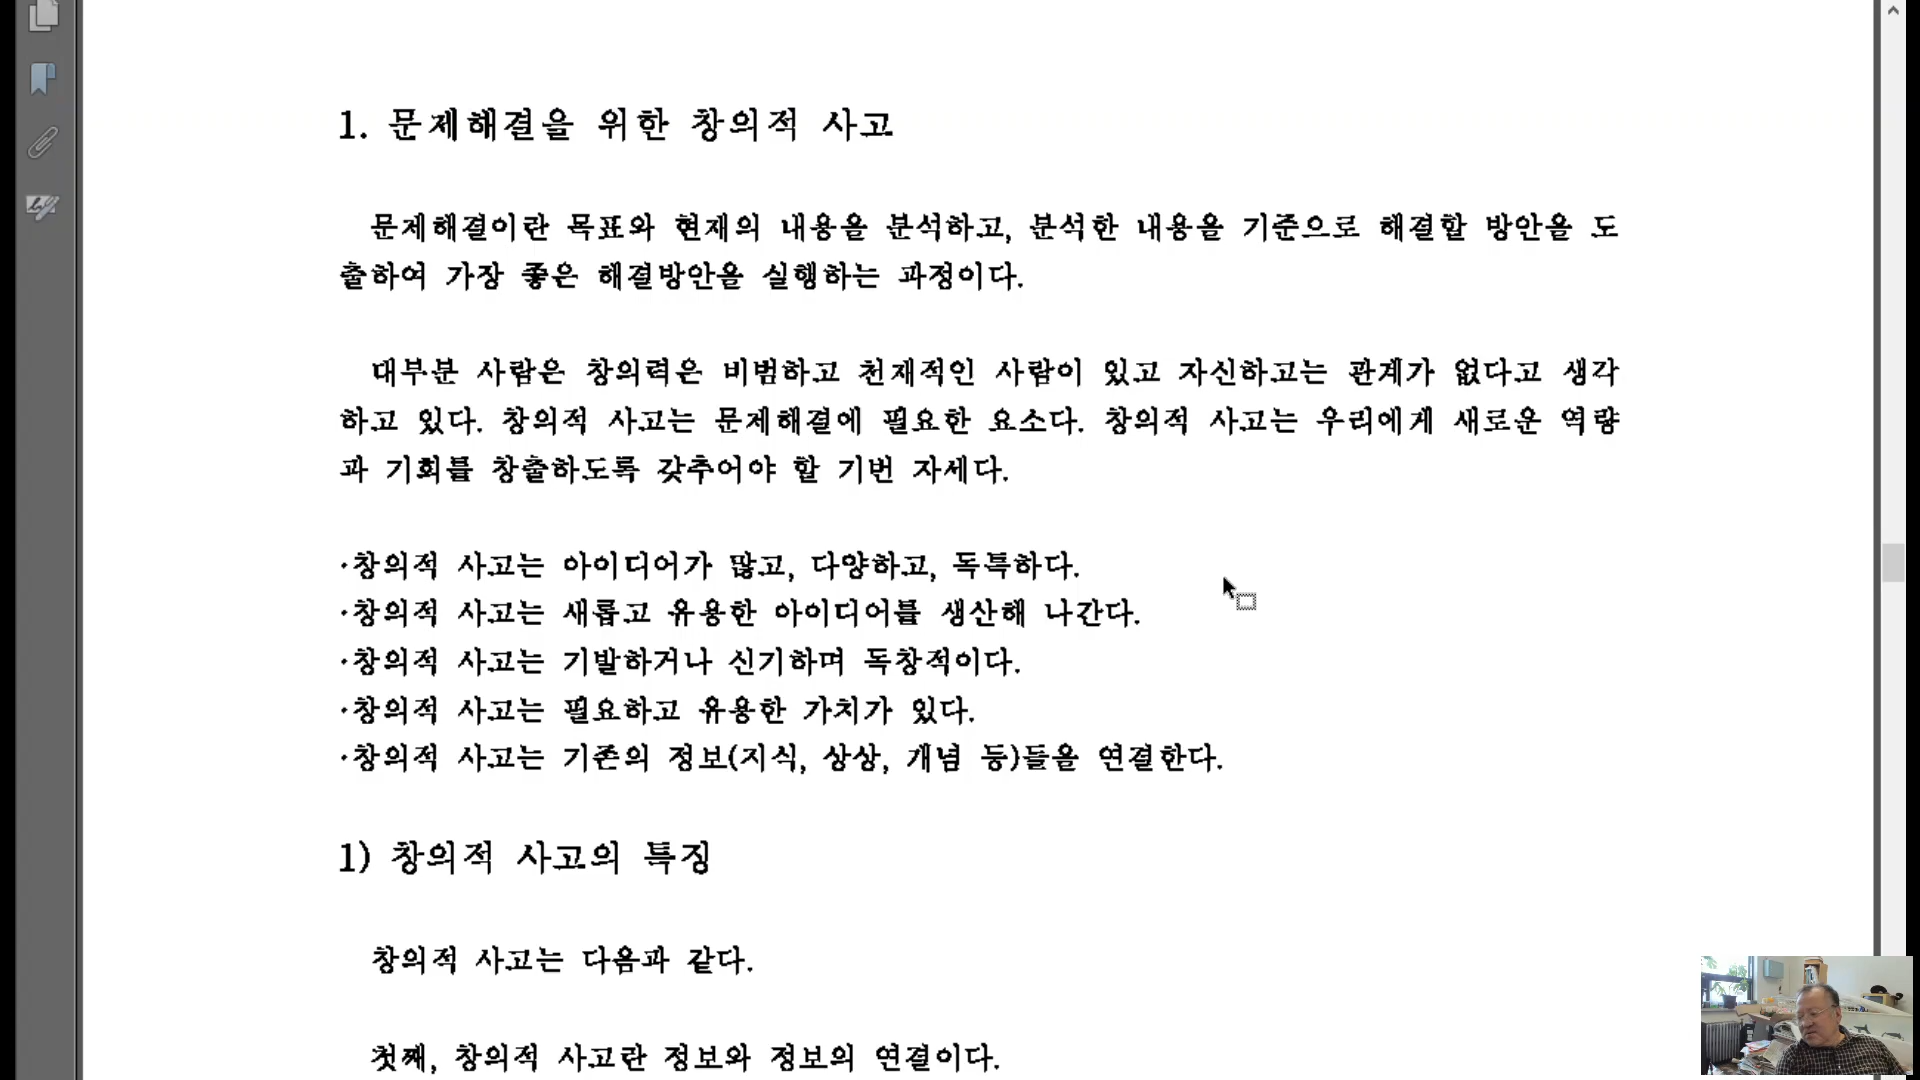 1. 문제해결을 위한 창의적 사고
문제해결이란 목표와 현재의 내용을 분석하고, 분석한 내용을 기준으로 해결할 방안을 도
출하여 가장 좋은 해결방안을 실행하는 과정이다.
대부분 사람은 창의력은 비범하고 천재적인 사람이 있고 자신하고는 관계가 없다고 생각
하고 있다. 창의적 사고는 문제해결에 필요한 요소다. 창의적 사고는 우리에게 새로운 역량
과 기회를 창출하도록 갖추어야 할 기번 자세다.
·창의적 사고는 아이디어가 많고, 다양하고, 독특하다.
·창의적 사고는 새롭고 유용한 아이디어를 생산해 나간다.
·창의적 사고는 기발하거나 신기하며 독창적이다.
·창의적 사고는 필요하고 유용한 가치가 있다.
·창의적 사고는 기존의 정보(지식, 상상, 개념 등)들을 연결한다.
1) 창의적 사고의 특징
창의적 사고는 다음과 같다.
첫째, 창의적 사고란 정보와 정보의 연결이다.